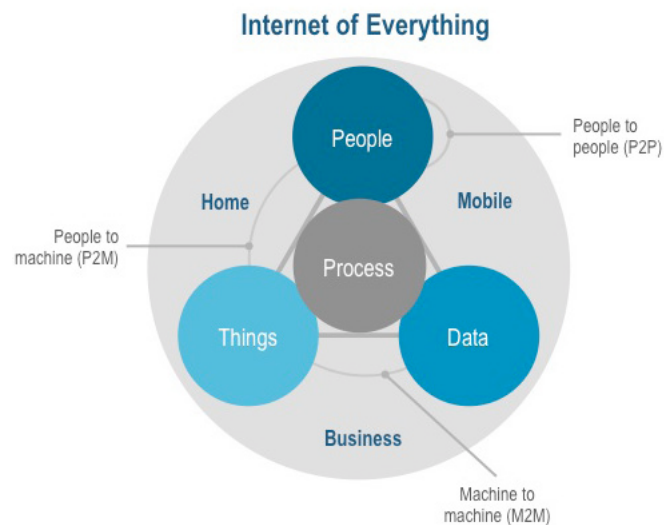 Internet of Everything
People
People to
people (P2P)
Home
Mobile
People to
machine (P2M)
Process
Things
Data
Business
Machine to
machine (M2M)